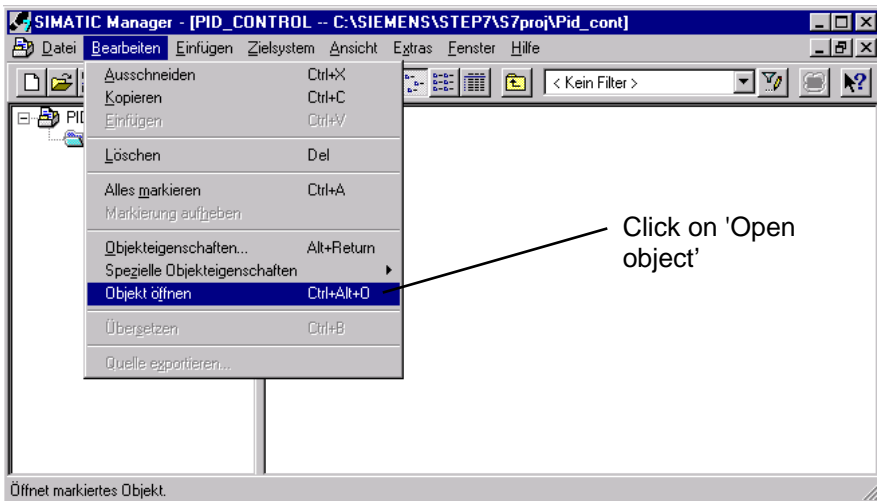 SIMATIC Manager - [PID_CONTROL -- C:\SIEMENS\STEP7\S7proj\Pid_cont]
Datei Bearbeiten Einfügen Zielsystem Ansicht Extras Fenster Hilfe
< Kein Filter >
PID
Ausschneiden Ctrl+X
Kopieren Ctrl+C
Einfügen Ctrl+V
Löschen Del
Alles markieren Ctrl+A
Markierung aufheben
Objekteigenschaften... Alt+Return
Spezielle Objekteigenschaften
Objekt öffnen Ctrl+Alt+O
Übersetzen Ctrl+B
Quelle exportieren...
Click on 'Open
object’
Öffnet markiertes Objekt.